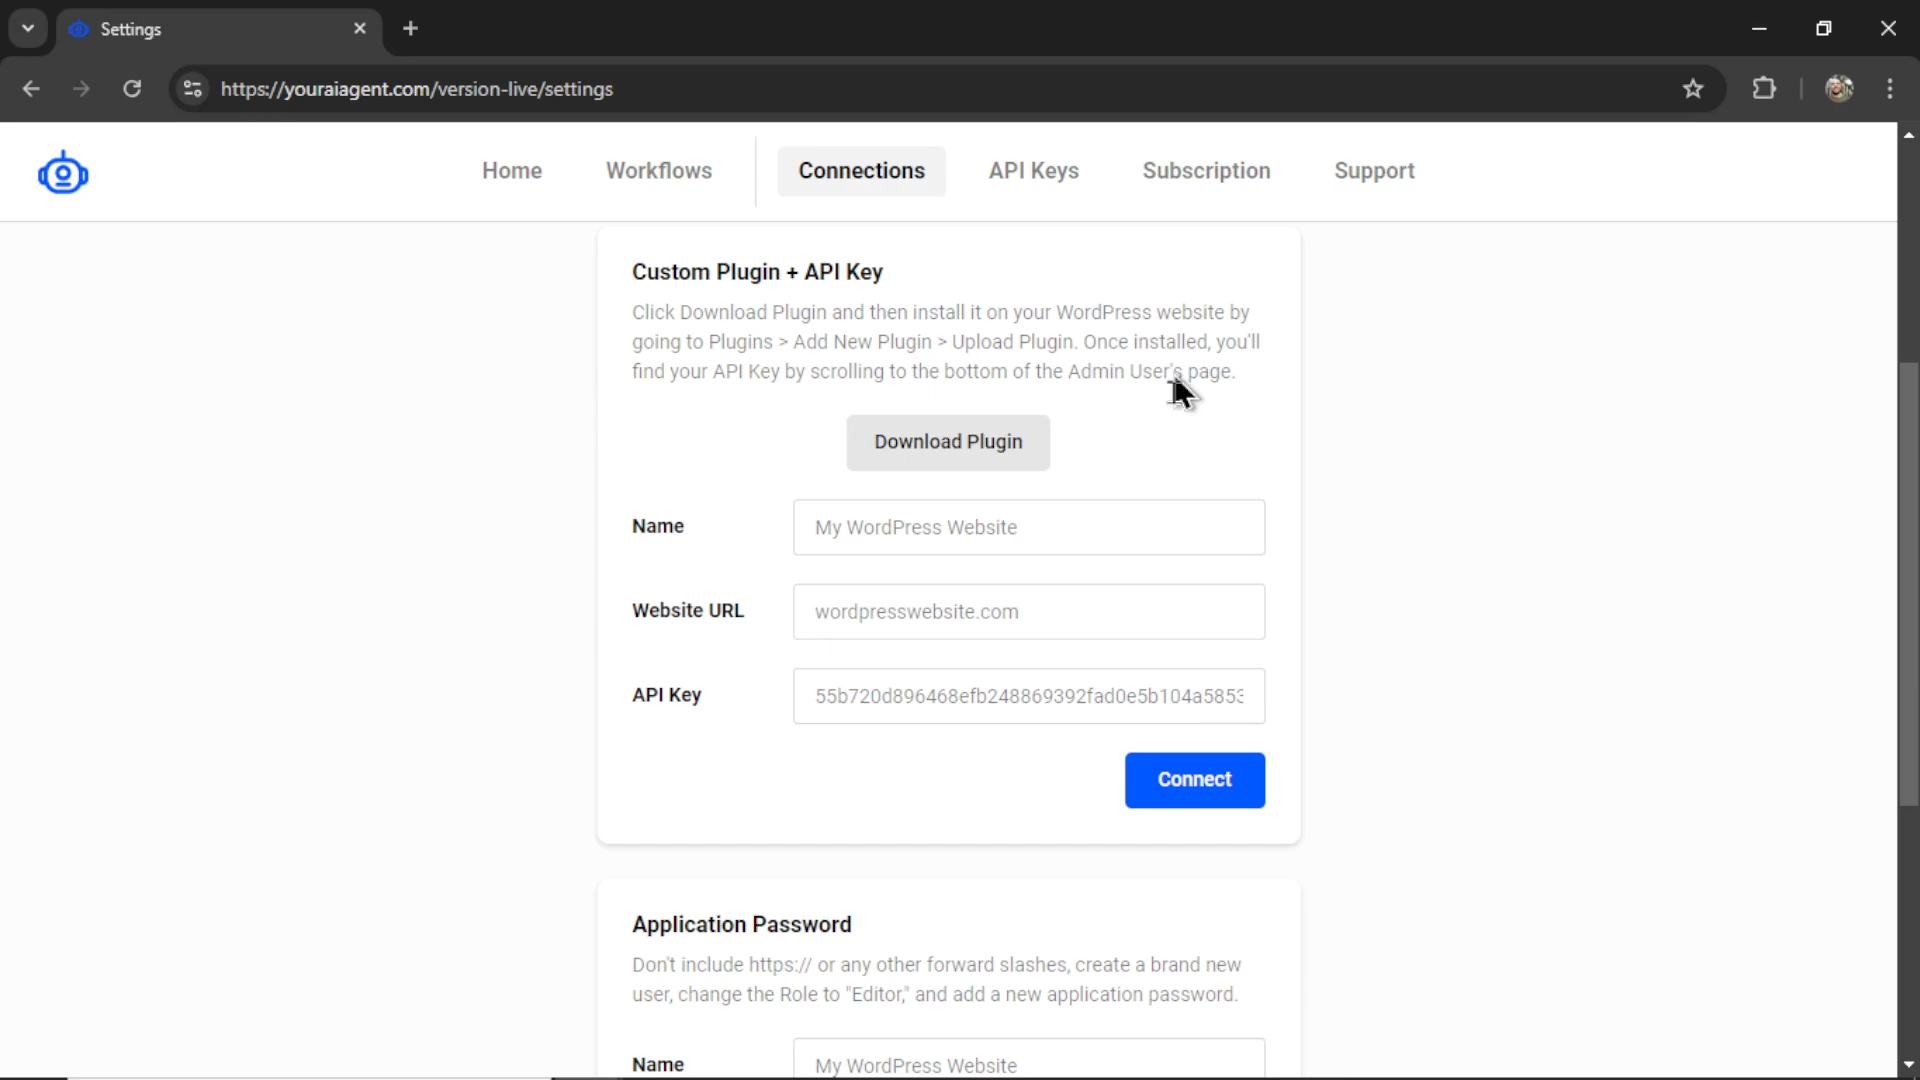 Settings
https://youraiagent.com/version-live/settings
Home
Workflows
Connections
API Keys
Subscription
Support
Custom Plugin + API Key
Click Download Plugin and then install it on your WordPress website by
going to Plugins > Add New Plugin > Upload Plugin. Once installed, you'll
find your API Key by scrolling to the bottom of the Admin User's page.
Download Plugin
Name
My WordPress Website
Website URL
wordpresswebsite.com
API Key
55b720d896468efb248869392fad0e5b104a5853
Connect
Application Password
Don't include https:// or any other forward slashes, create a brand new
user, change the Role to "Editor," and add a new application password.
Name
My WordPress Website